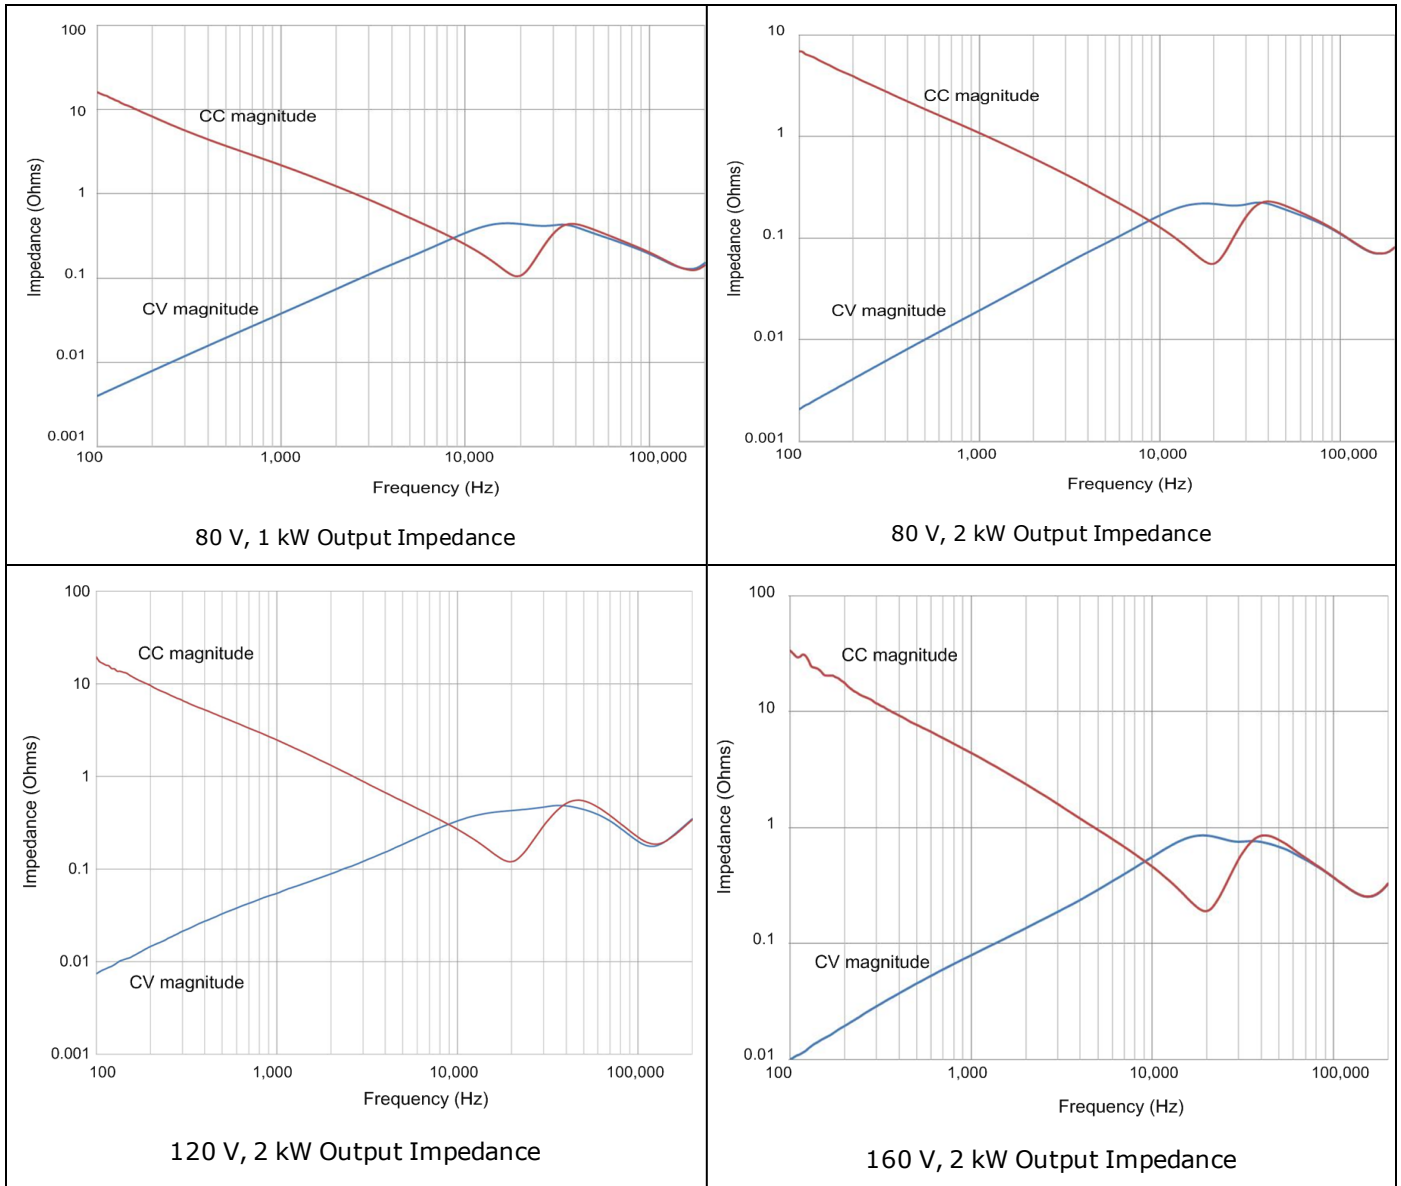 100
10
1
0.1
0.01
0.001
Impedance (Ohms)
CC magnitude
CV magnitude
100 1,000 10,000 100,000
Frequency (Hz)
80 V, 1 kW Output Impedance
10
1
0.1
0.01
0.001
Impedance (Ohms)
CC magnitude
CV magnitude
100 1,000 10,000 100,000
Frequency (Hz)
80 V, 2 kW Output Impedance
100
10
1
0.1
0.01
0.001
Impedance (Ohms)
CC magnitude
CV magnitude
100 1,000 10,000 100,000
Frequency (Hz)
120 V, 2 kW Output Impedance
100
10
1
0.1
0.01
Impedance (Ohms)
CC magnitude
CV magnitude
100 1,000 10,000 100,000
Frequency (Hz)
160 V, 2 kW Output Impedance